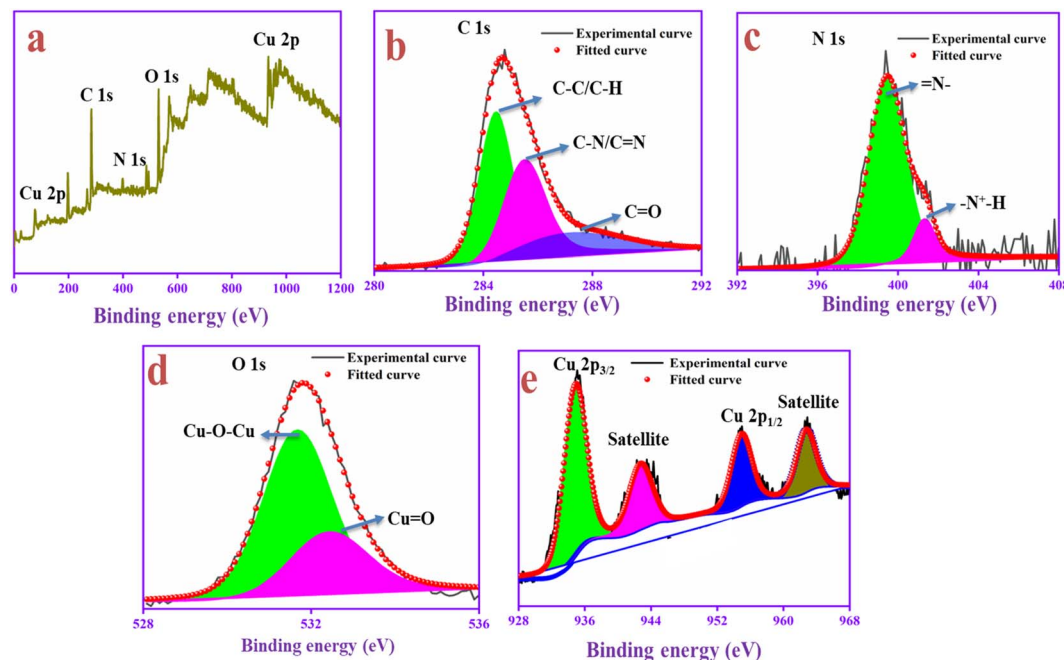 a
Cu 2p
C 1s
N 1s
O 1s
Cu 2p
0 200 400 600 800 1000 1200
Binding energy (eV)
b
C 1s
Experimental curve
Fitted curve
C-C/C-H
C-N/C=N
C=O
280 284 288 292
Binding energy (eV)
c
N 1s
Experimental curve
Fitted curve
=N-
-N⁺-H
392 396 400 404 408
Binding energy (eV)
d
O 1s
Experimental curve
Fitted curve
Cu-O-Cu
Cu=O
528 532 536
Binding energy (eV)
e
Cu 2p₃/₂
Experimental curve
Fitted curve
Satellite
Cu 2p₁/₂
Satellite
928 936 944 952 960 968
Binding energy (eV)